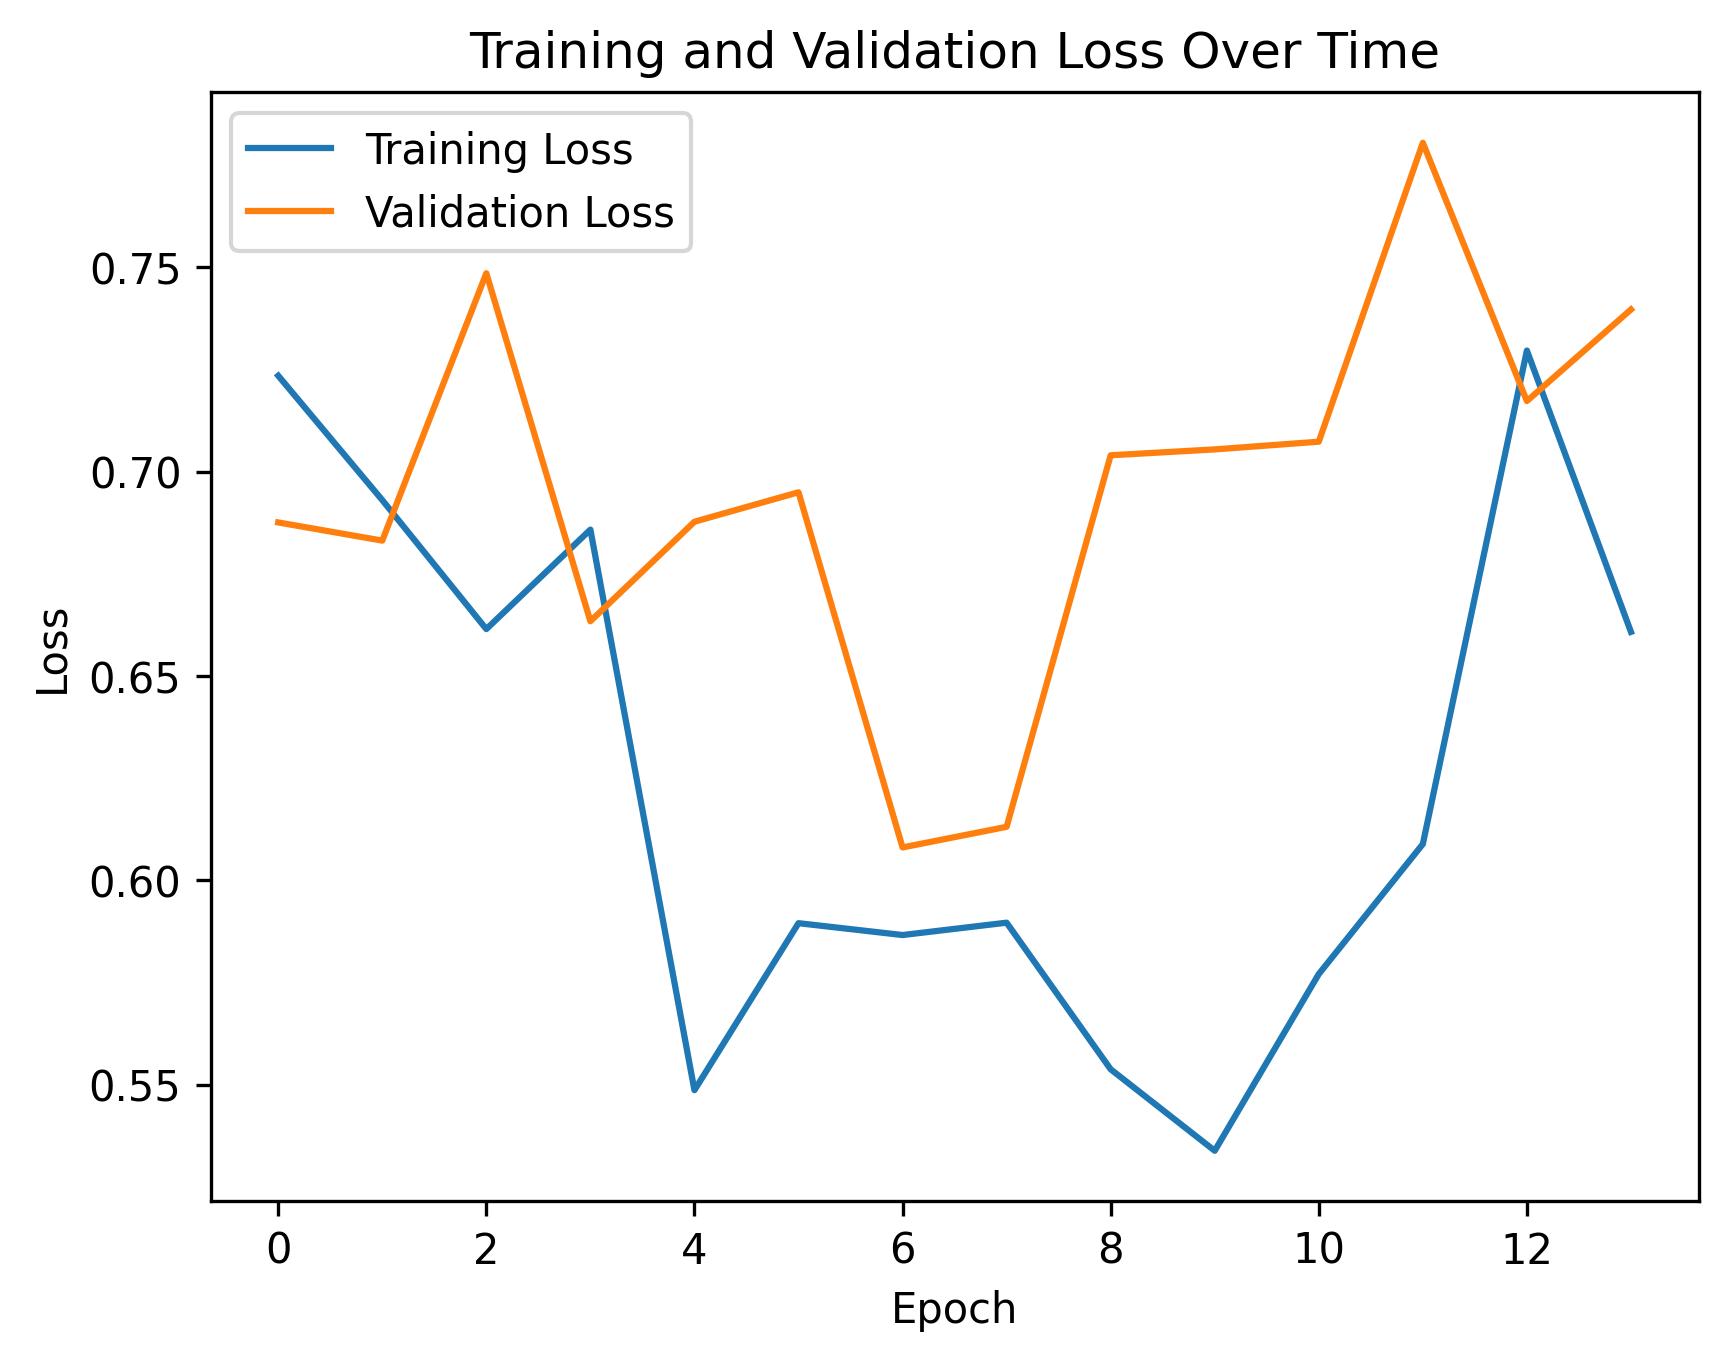 Training and Validation Loss Over Time
Training Loss
Validation Loss
0.75
0.70
0.65
0.60
0.55
Loss
0 2 4 6 8 10 12
Epoch